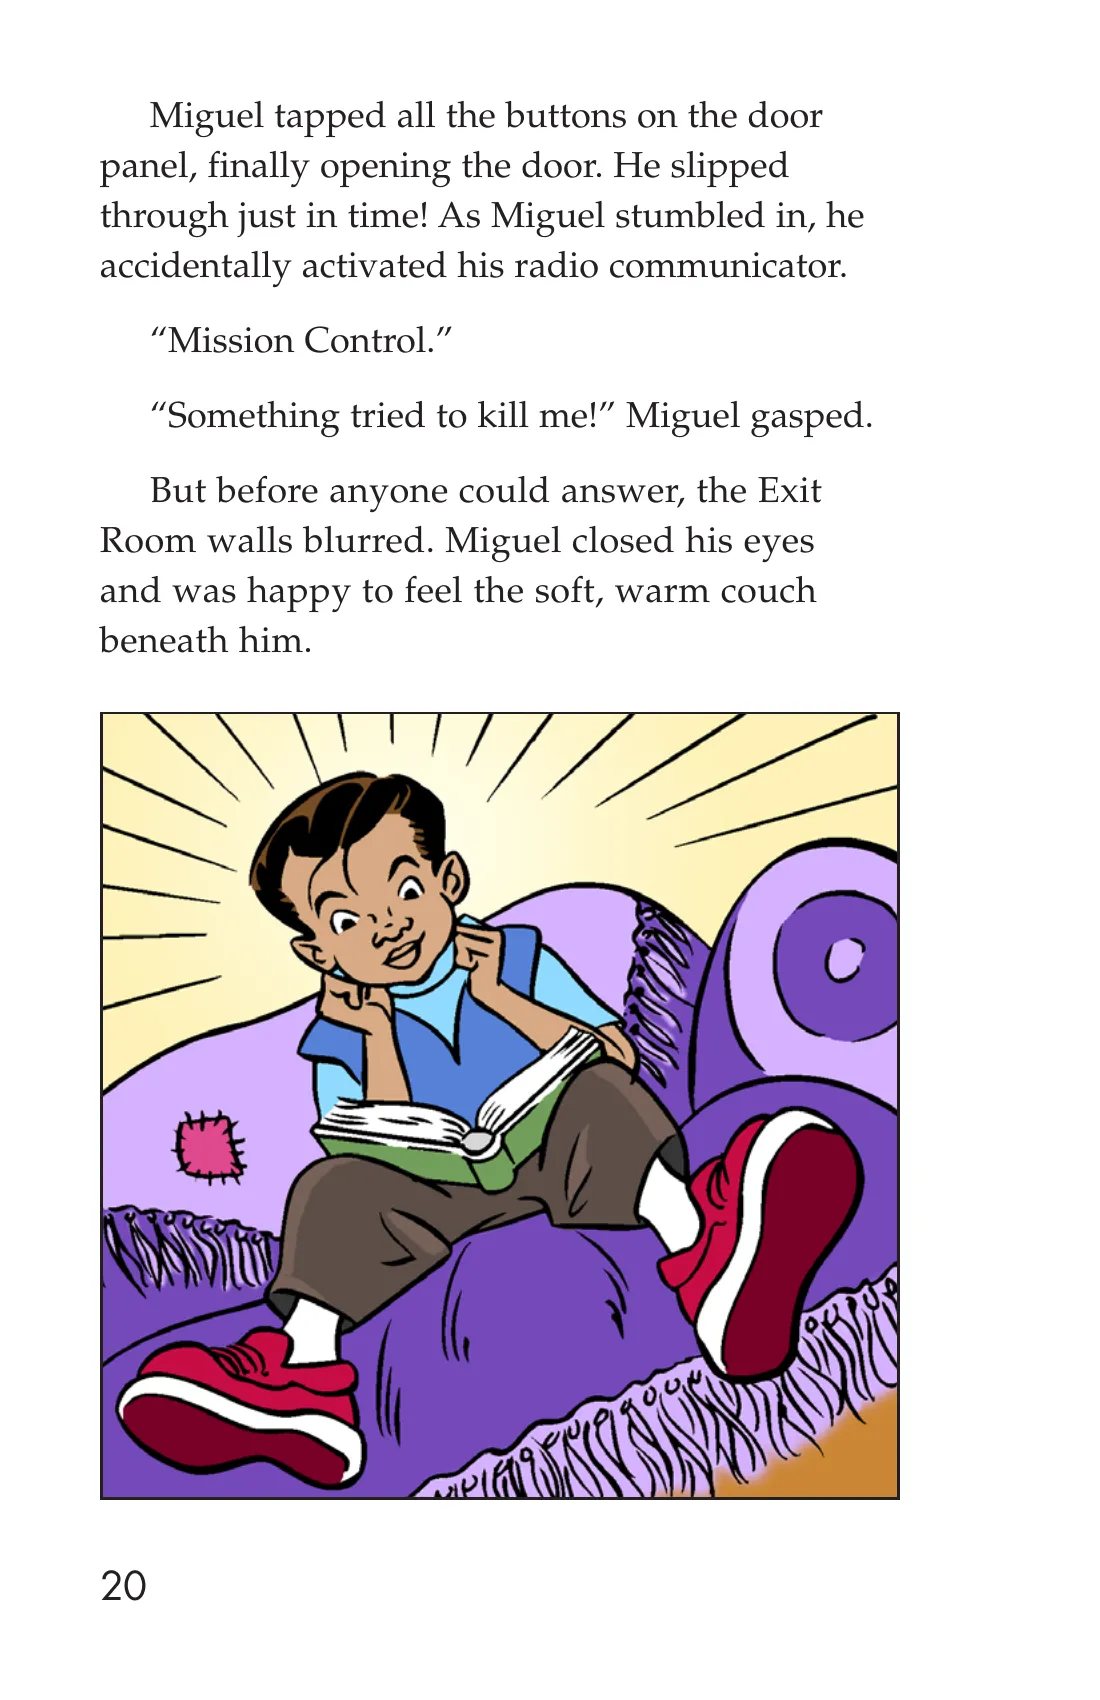 Miguel tapped all the buttons on the door
panel, finally opening the door. He slipped
through just in time! As Miguel stumbled in, he
accidentally activated his radio communicator.
“Mission Control.”
“Something tried to kill me!” Miguel gasped.
But before anyone could answer, the Exit
Room walls blurred. Miguel closed his eyes
and was happy to feel the soft, warm couch
beneath him.
20